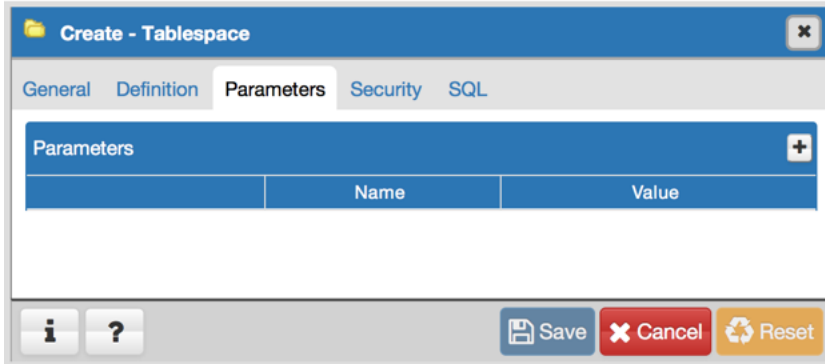 Create - Tablespace
General Definition Parameters Security SQL
Parameters
Name Value
i ? Save Cancel Reset